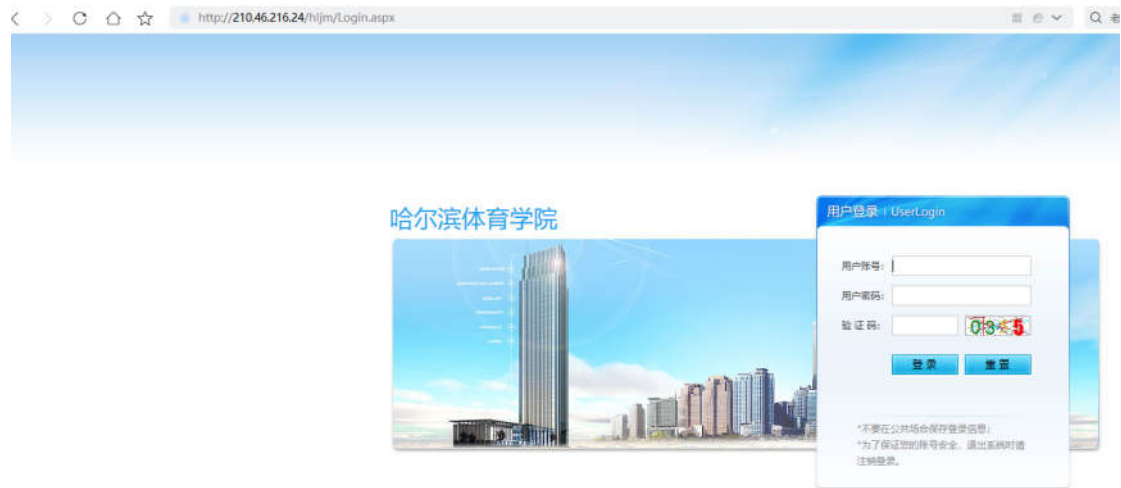 http://210.46.216.24/hljm/Login.aspx
哈尔滨体育学院
用户登录 | UserLogin
用户账号:
用户密码:
验 证 码:
登 录
重 置
*不要在公共场合保存登录信息;
*为了保证您的账号安全,退出系统时请
注销登录。